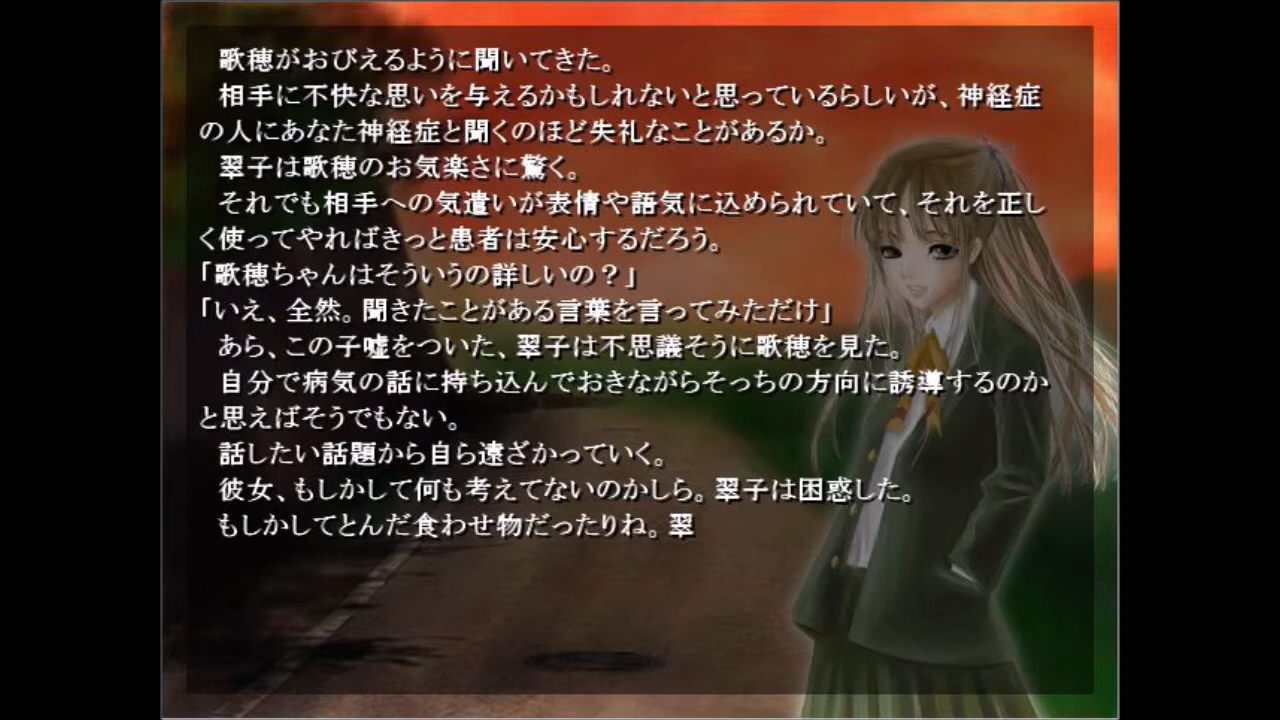 歌穂がおびえるように聞いてきた。
相手に不快な思いを与えるかもしれないと思っているらしいが、神経症
の人にあなた神経症と聞くのほど失礼なことがあるか。
翠子は歌穂のお気楽さに驚く。
それでも相手への気遣いが表情や語気に込められていて、それを正し
く使ってやればきっと患者は安心するだろう。
「歌穂ちゃんはそういうの詳しいの？」
「いえ、全然。聞きたことがある言葉を言ってみただけ」
あら、この子嘘をついた、翠子は不思議そうに歌穂を見た。
自分で病気の話に持ち込んでおきながらそっちの方向に誘導するのか
と思えばそうでもない。
話したい話題から自ら遠ざかっていく。
彼女、もしかして何も考えてないのかしら。翠子は困惑した。
もしかしてとんだ食わせ物だったりね。翠